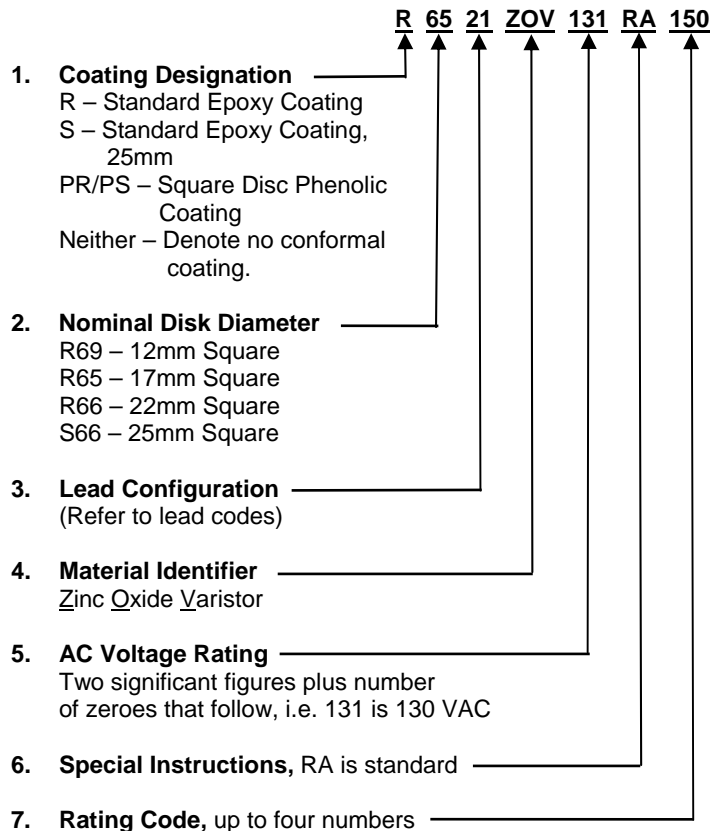 R 65 21 ZOV 131 RA 150
1. Coating Designation
R – Standard Epoxy Coating
S – Standard Epoxy Coating,
25mm
PR/PS – Square Disc Phenolic
Coating
Neither – Denote no conformal
coating.
2. Nominal Disk Diameter
R69 – 12mm Square
R65 – 17mm Square
R66 – 22mm Square
S66 – 25mm Square
3. Lead Configuration
(Refer to lead codes)
4. Material Identifier
Zinc Oxide Varistor
5. AC Voltage Rating
Two significant figures plus number
of zeroes that follow, i.e. 131 is 130 VAC
6. Special Instructions, RA is standard
7. Rating Code, up to four numbers